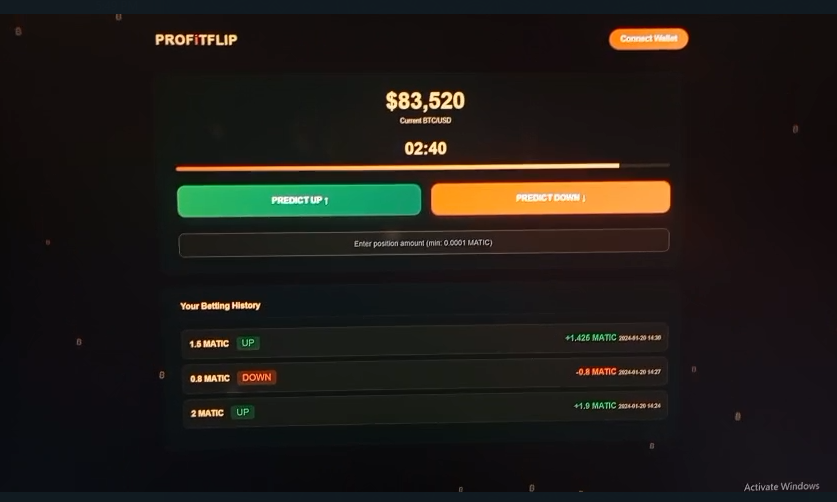 PROFiTFLIP
Connect Wallet
$83,520
Current BTC/USD
02:40
PREDICT UP ↑
PREDICT DOWN ↓
Enter position amount (min: 0.0001 MATIC)
Your Betting History
1.5 MATIC UP +1.425 MATIC 2024-01-20 14:30
0.8 MATIC DOWN -0.8 MATIC 2024-01-20 14:27
2 MATIC UP +1.9 MATIC 2024-01-20 14:24
Activate Windows